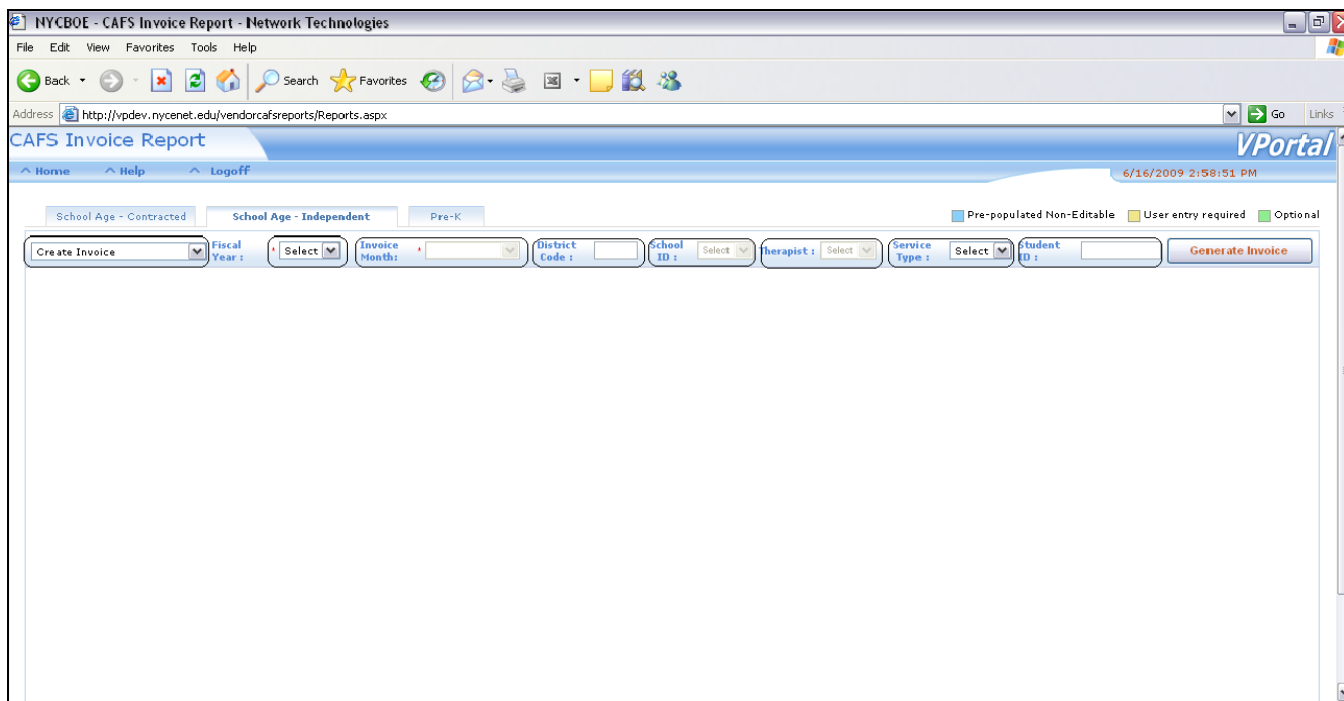 NYCBOE - CAFS Invoice Report - Network Technologies
File Edit View Favorites Tools Help
Back Search Favorites
Address http://vpdev.nycenet.edu/vendorcafsreports/Reports.aspx Go Links
CAFS Invoice Report VPortal
^ Home ^ Help ^ Logoff 6/16/2009 2:58:51 PM
School Age - Contracted School Age - Independent Pre-K Pre-populated Non-Editable User entry required Optional
Create Invoice Fiscal Year : * Select Invoice Month: * District Code : School ID : Select Therapist : Select Service Type : Select Student ID : Generate Invoice